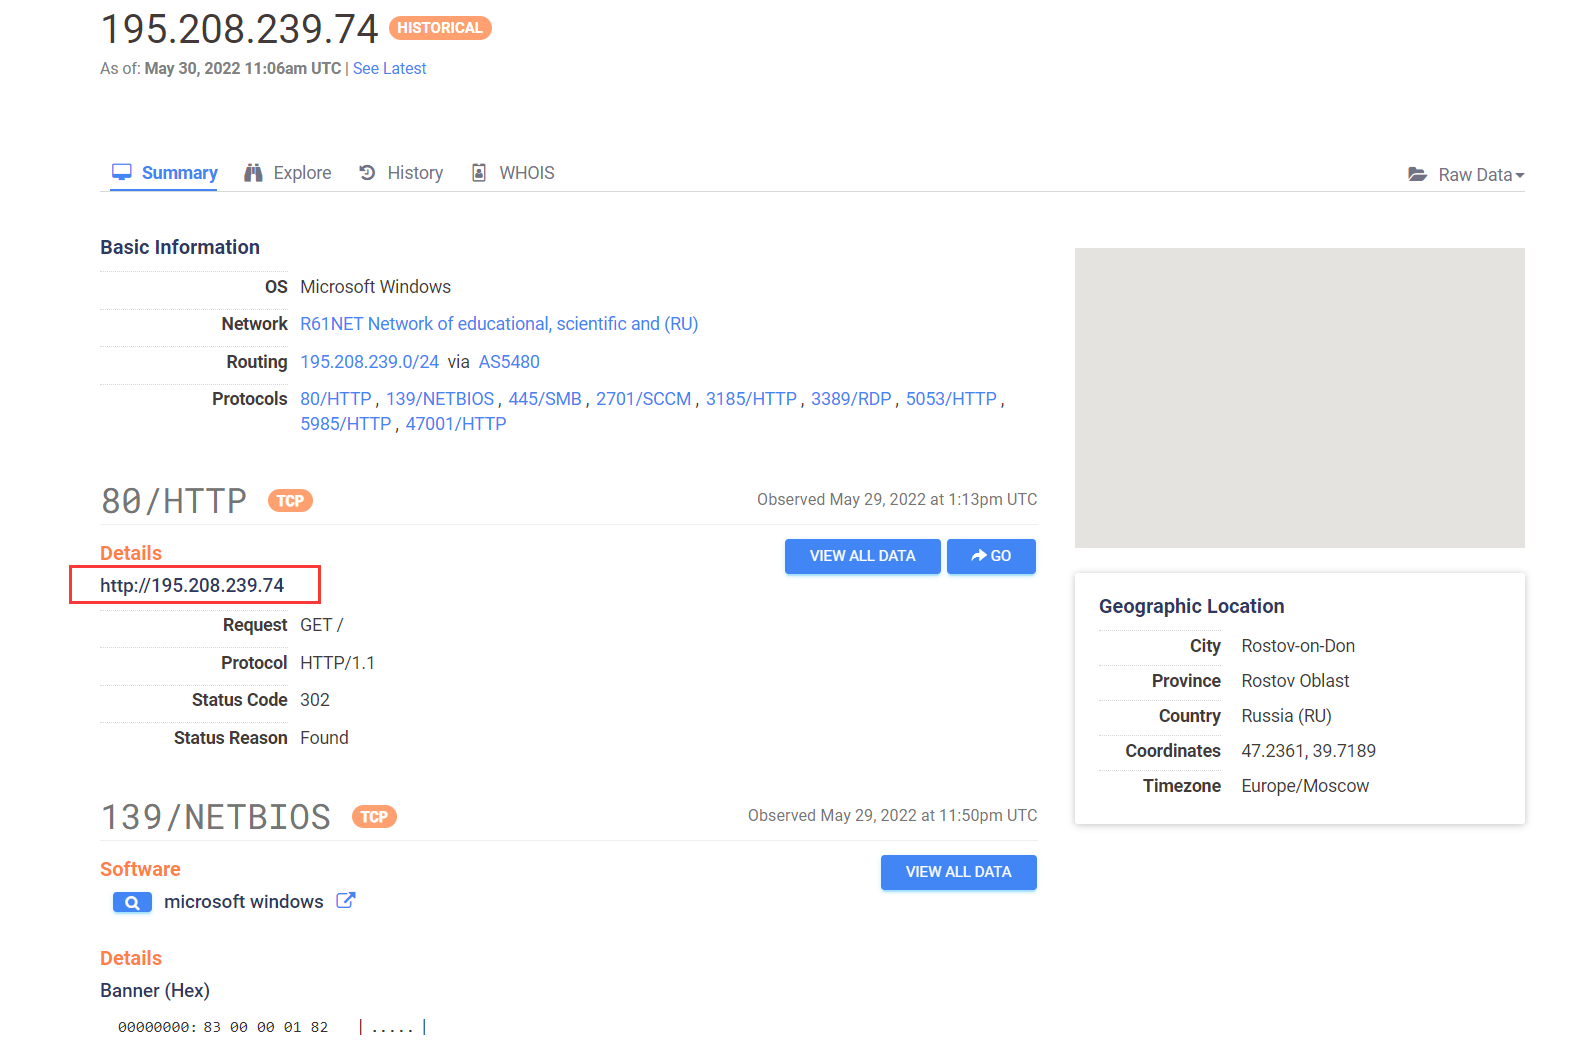 195.208.239.74 HISTORICAL
As of: May 30, 2022 11:06am UTC | See Latest
Summary Explore History WHOIS Raw Data
Basic Information
OS Microsoft Windows
Network R61NET Network of educational, scientific and (RU)
Routing 195.208.239.0/24 via AS5480
Protocols 80/HTTP , 139/NETBIOS , 445/SMB , 2701/SCCM , 3185/HTTP , 3389/RDP , 5053/HTTP ,
5985/HTTP , 47001/HTTP
80/HTTP TCP Observed May 29, 2022 at 1:13pm UTC
Details VIEW ALL DATA GO
http://195.208.239.74
Request GET /
Protocol HTTP/1.1
Status Code 302
Status Reason Found
139/NETBIOS TCP Observed May 29, 2022 at 11:50pm UTC
Software VIEW ALL DATA
microsoft windows
Details
Banner (Hex)
00000000: 83 00 00 01 82 | ..... |
Geographic Location
City Rostov-on-Don
Province Rostov Oblast
Country Russia (RU)
Coordinates 47.2361, 39.7189
Timezone Europe/Moscow